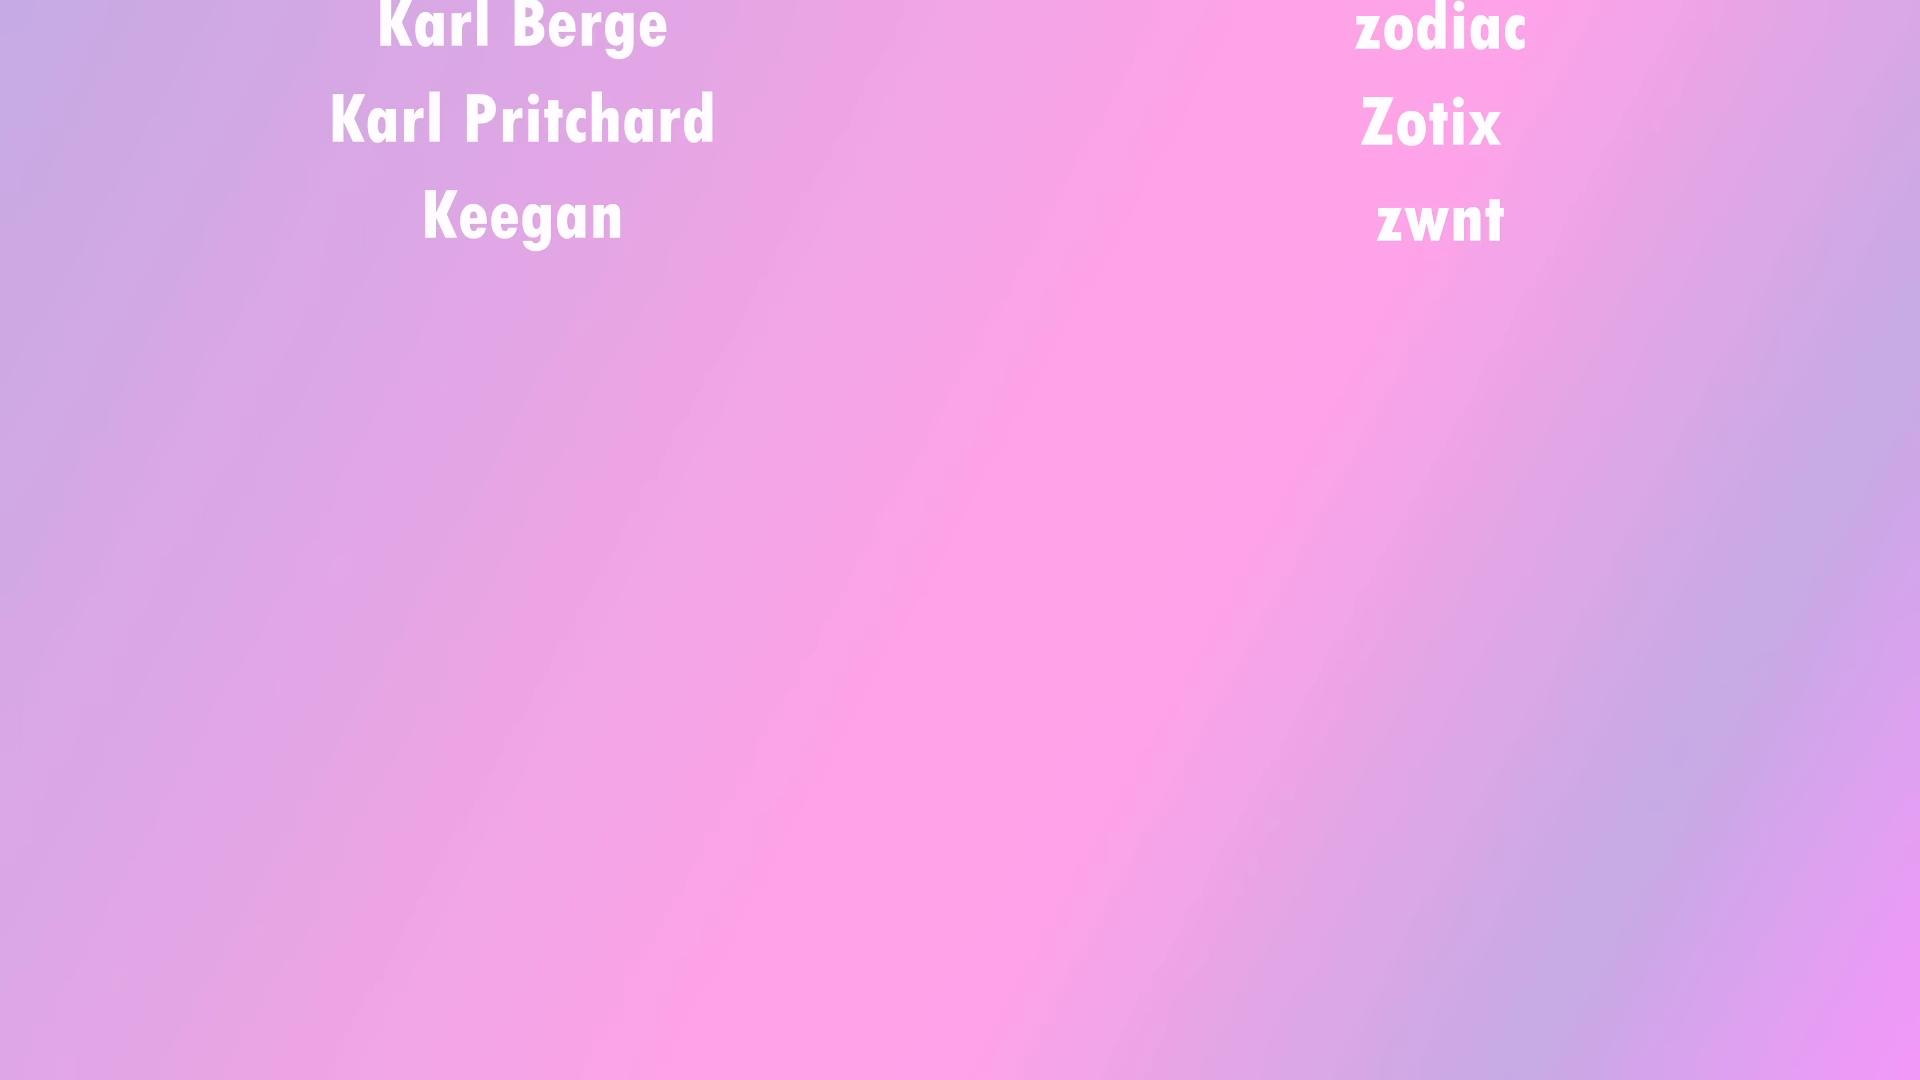 Karl Berge
Karl Pritchard
Keegan
zodiac
Zotix
zwnt